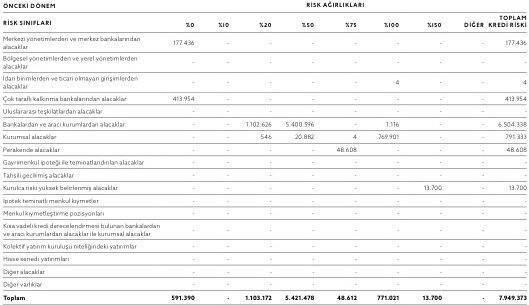 ÖNCEKİ DÖNEM RİSK AĞIRLIKLARI
RİSK SINIFLARI %0 %10 %20 %50 %75 %100 %150 DİĞER TOPLAM KREDİ RİSKİ
Merkezi yönetimlerden ve merkez bankalarından
alacaklar 177.436 - - - - - - - 177.436
Bölgesel yönetimlerden ve yerel yönetimlerden
alacaklar - - - - - - - - -
İdari birimlerden ve ticari olmayan girişimlerden
alacaklar - - - - - 4 - - 4
Çok taraflı kalkınma bankalarından alacaklar 413.954 - - - - - - - 413.954
Uluslararası teşkilatlardan alacaklar - - - - - - - - -
Bankalardan ve aracı kurumlardan alacaklar - - 1.102.626 5.400.596 - 1.116 - - 6.504.338
Kurumsal alacaklar - - 546 20.882 4 769.901 - - 791.333
Perakende alacaklar - - - - 48.608 - - - 48.608
Gayrimenkul ipoteği ile teminatlandırılan alacaklar - - - - - - - - -
Tahsili gecikmiş alacaklar - - - - - - - - -
Kurulca riski yüksek belirlenmiş alacaklar - - - - - - 13.700 - 13.700
İpotek teminatlı menkul kıymetler - - - - - - - - -
Menkul kıymetleştirme pozisyonları - - - - - - - - -
Kısa vadeli kredi derecelendirmesi bulunan bankalardan
ve aracı kurumlardan alacaklar ile kurumsal alacaklar - - - - - - - - -
Kolektif yatırım kuruluşu niteliğindeki yatırımlar - - - - - - - - -
Hisse senedi yatırımları - - - - - - - - -
Diğer alacaklar - - - - - - - - -
Diğer varlıklar - - - - - - - - -
Toplam 591.390 - 1.103.172 5.421.478 48.612 771.021 13.700 - 7.949.373